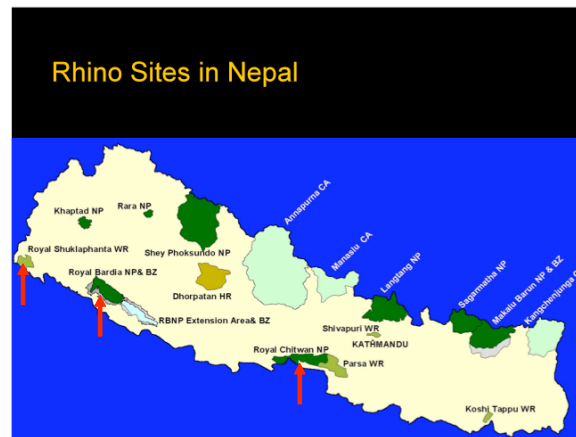 Rhino Sites in Nepal
Annapurna CA
Manaslu CA
Khaptad NP
Rara NP
Langtang NP
Sagarmatha NP
Makalu Barun NP & BZ
Kangchenjunga
Royal Shuklaphanta WR
Shey Phoksundo NP
Royal Bardia NP& BZ
Dhorpatan HR
RBNP Extension Area& BZ
Shivapuri WR
KATHMANDU
Royal Chitwan NP
Parsa WR
Koshi Tappu WR